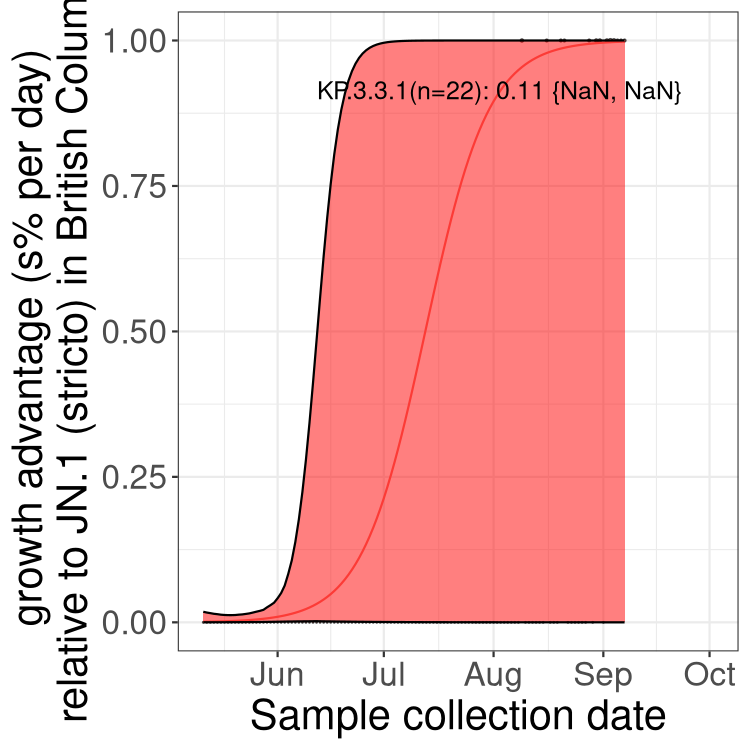 growth advantage (s% per day)
relative to JN.1 (stricto) in British Colum
1.00
0.75
0.50
0.25
0.00
KP.3.3.1(n=22): 0.11 {NaN, NaN}
Jun Jul Aug Sep Oct
Sample collection date